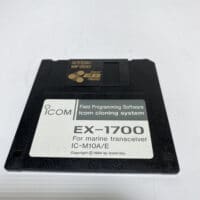 ICOM
Field Programming Software
Icom cloning system
EX-1700
For marine transceiver
IC-M10A/E